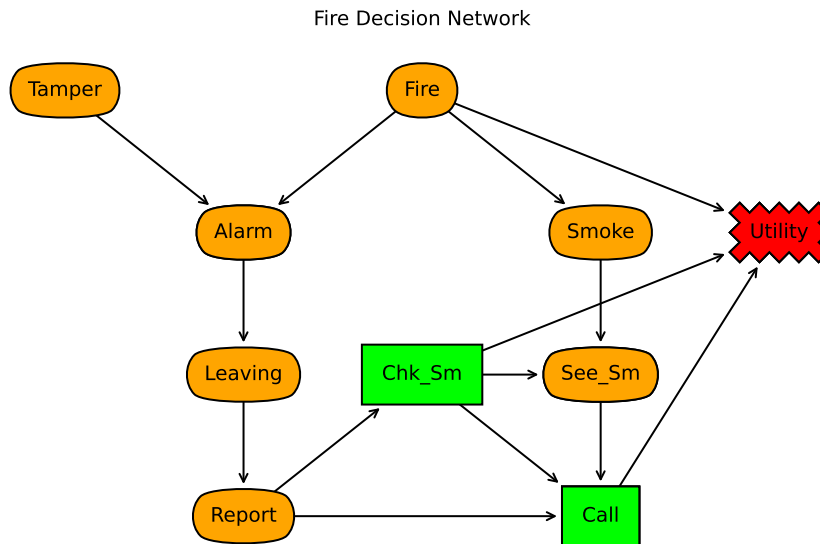 Fire Decision Network
Tamper
Fire
Alarm
Smoke
Utility
Leaving
Chk_Sm
See_Sm
Report
Call